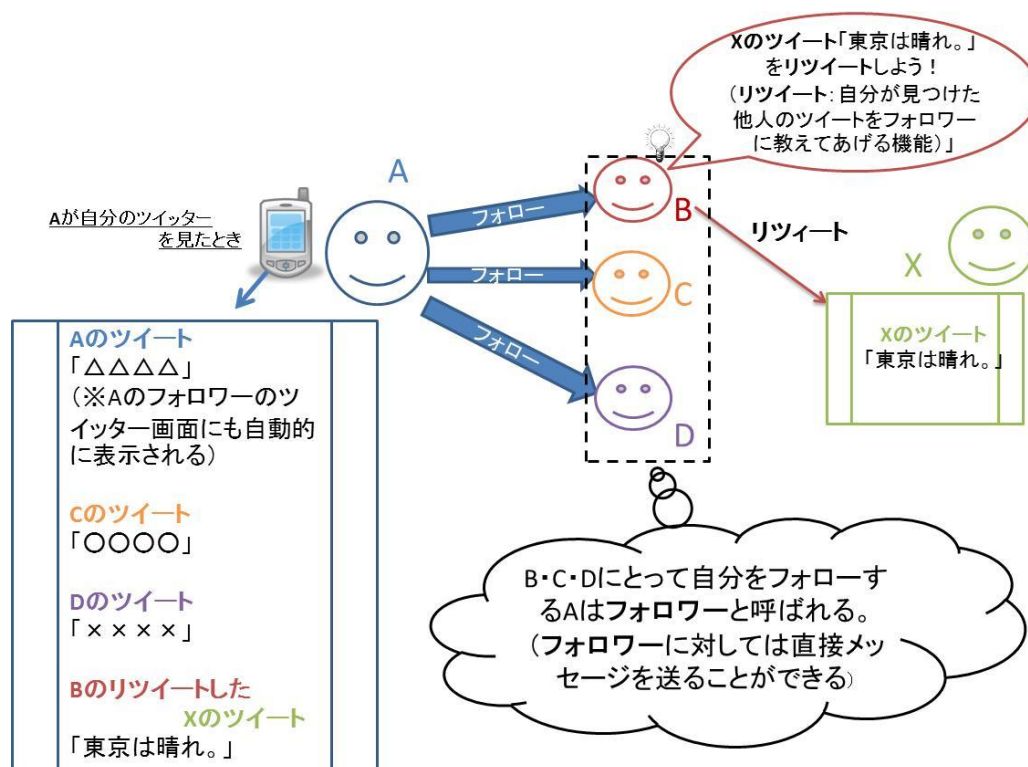 Xのツイート「東京は晴れ。」
をリツイートしよう！
（リツイート：自分が見つけた
他人のツイートをフォロワー
に教えてあげる機能）」
A
Aが自分のツイッター
を見たとき
フォロー
フォロー
フォロー
B
C
D
リツィート
X
Xのツイート
「東京は晴れ。」
Aのツイート
「△△△△」
（※Aのフォロワーのツ
イッター画面にも自動的
に表示される）
Cのツイート
「○○○○」
Dのツイート
「××××」
Bのリツイートした
Xのツイート
「東京は晴れ。」
B・C・Dにとって自分をフォローす
るAはフォロワーと呼ばれる。
（フォロワーに対しては直接メッ
セージを送ることができる）